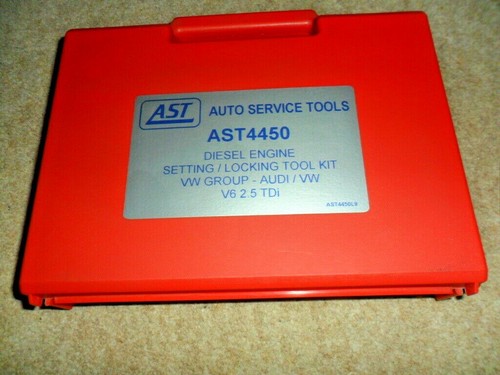 AST AUTO SERVICE TOOLS
AST4450
DIESEL ENGINE
SETTING / LOCKING TOOL KIT
VW GROUP - AUDI / VW
V6 2.5 TDi